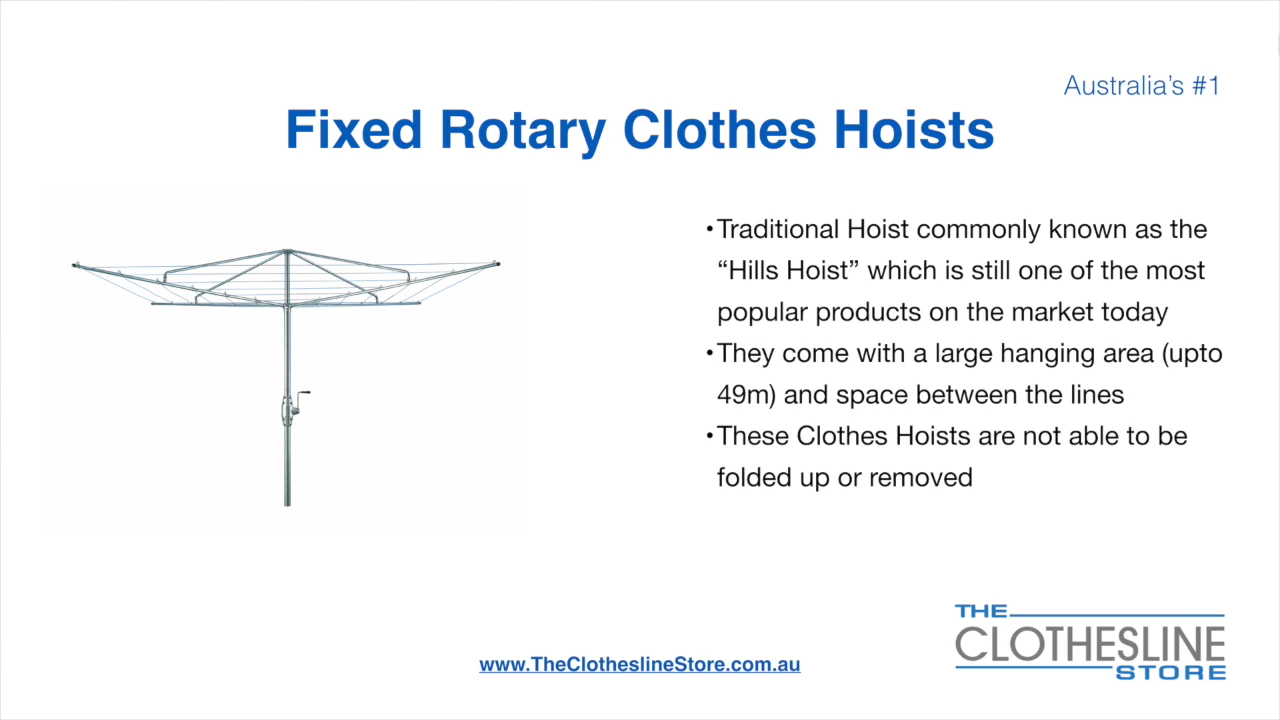 Australia's #1
Fixed Rotary Clothes Hoists
•Traditional Hoist commonly known as the
“Hills Hoist” which is still one of the most
popular products on the market today
•They come with a large hanging area (upto
49m) and space between the lines
•These Clothes Hoists are not able to be
folded up or removed
THE
CLOTHESLINE
STORE
www.TheClotheslineStore.com.au